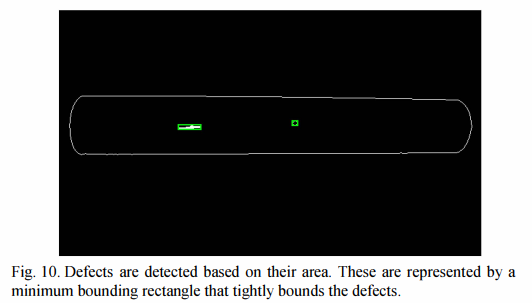 Fig. 10. Defects are detected based on their area. These are represented by a
minimum bounding rectangle that tightly bounds the defects.